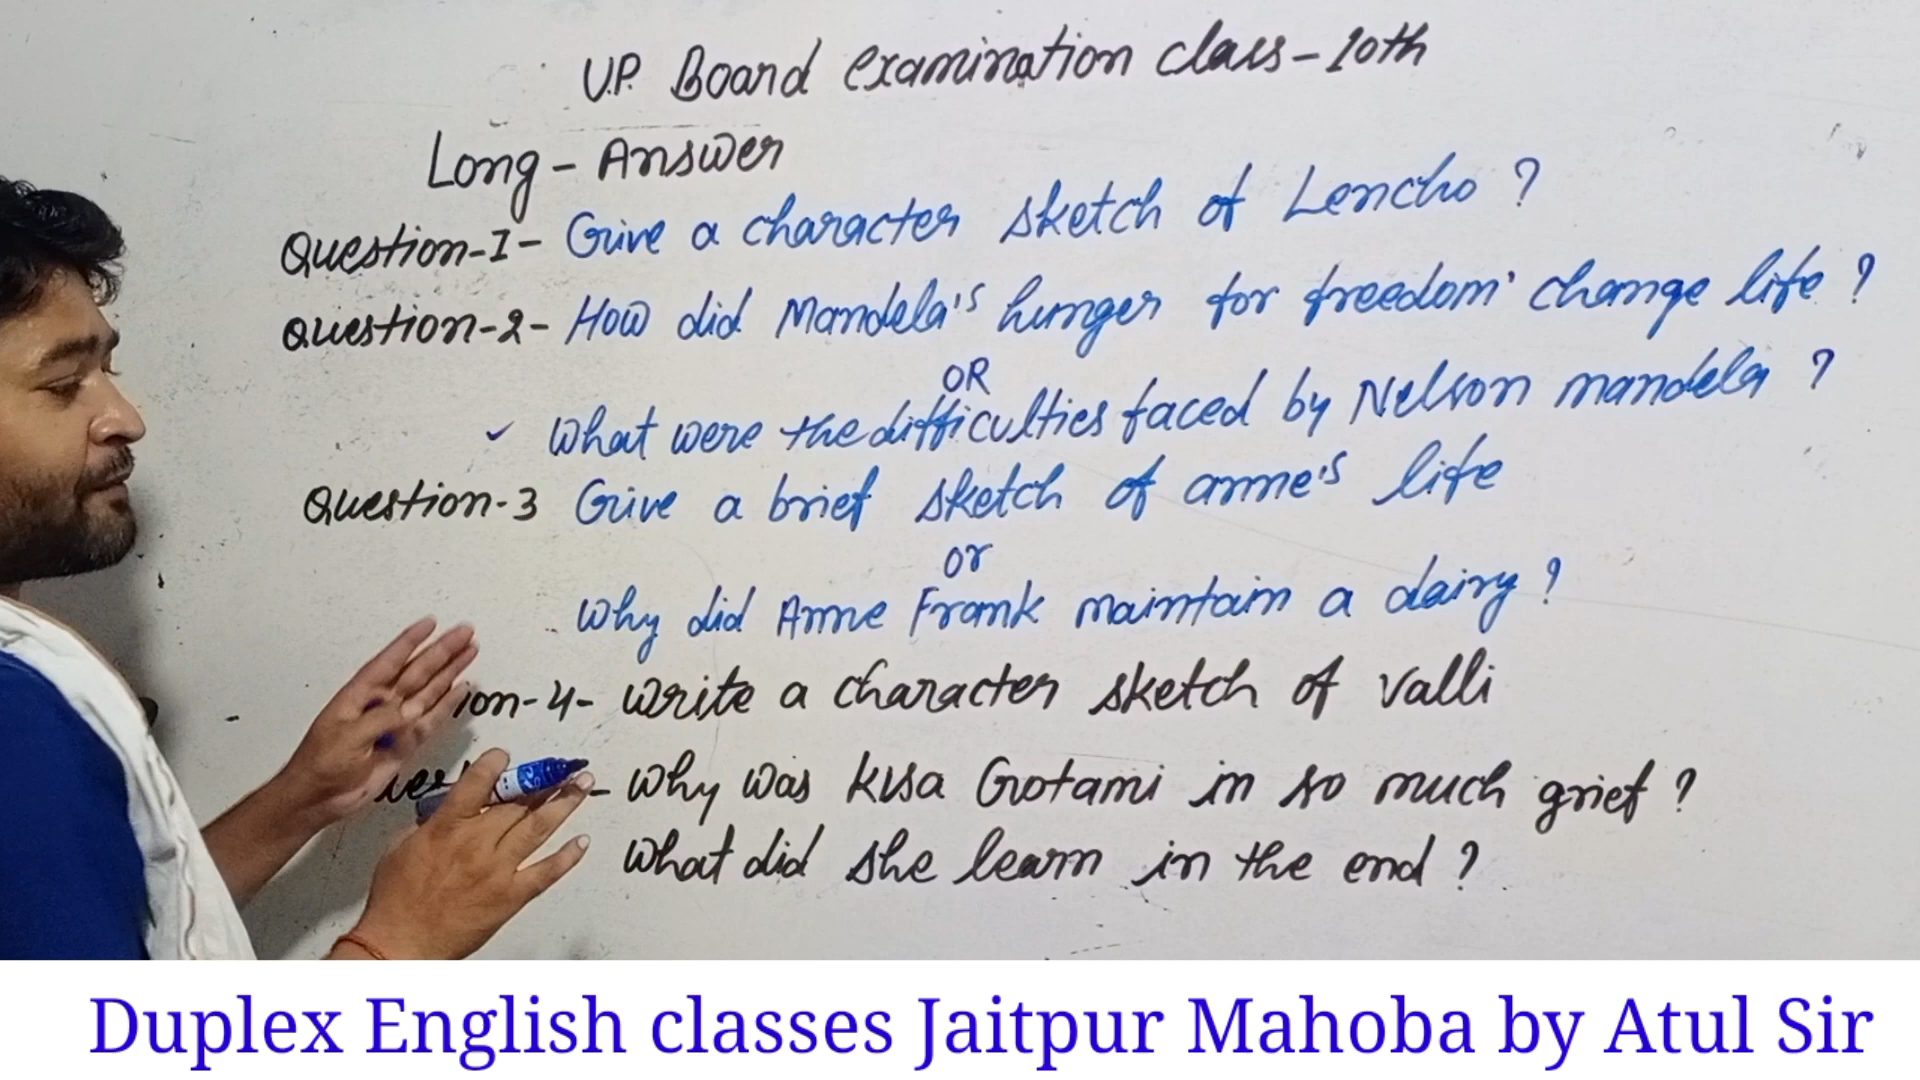 U.P. Board examination class-10th
Long - Answer
Question-1- Give a character sketch of Lencho ?
Question-2- How did Mandela's hunger for freedom' change life ?
OR
✓ What were the difficulties faced by Nelson mandela ?
Question-3 Give a brief sketch of anne's life
or
Why did Anne Frank maintain a dairy ?
ion-4- write a character sketch of valli
- Why was kisa Gotami in so much grief ?
What did she learn in the end ?
Duplex English classes Jaitpur Mahoba by Atul Sir